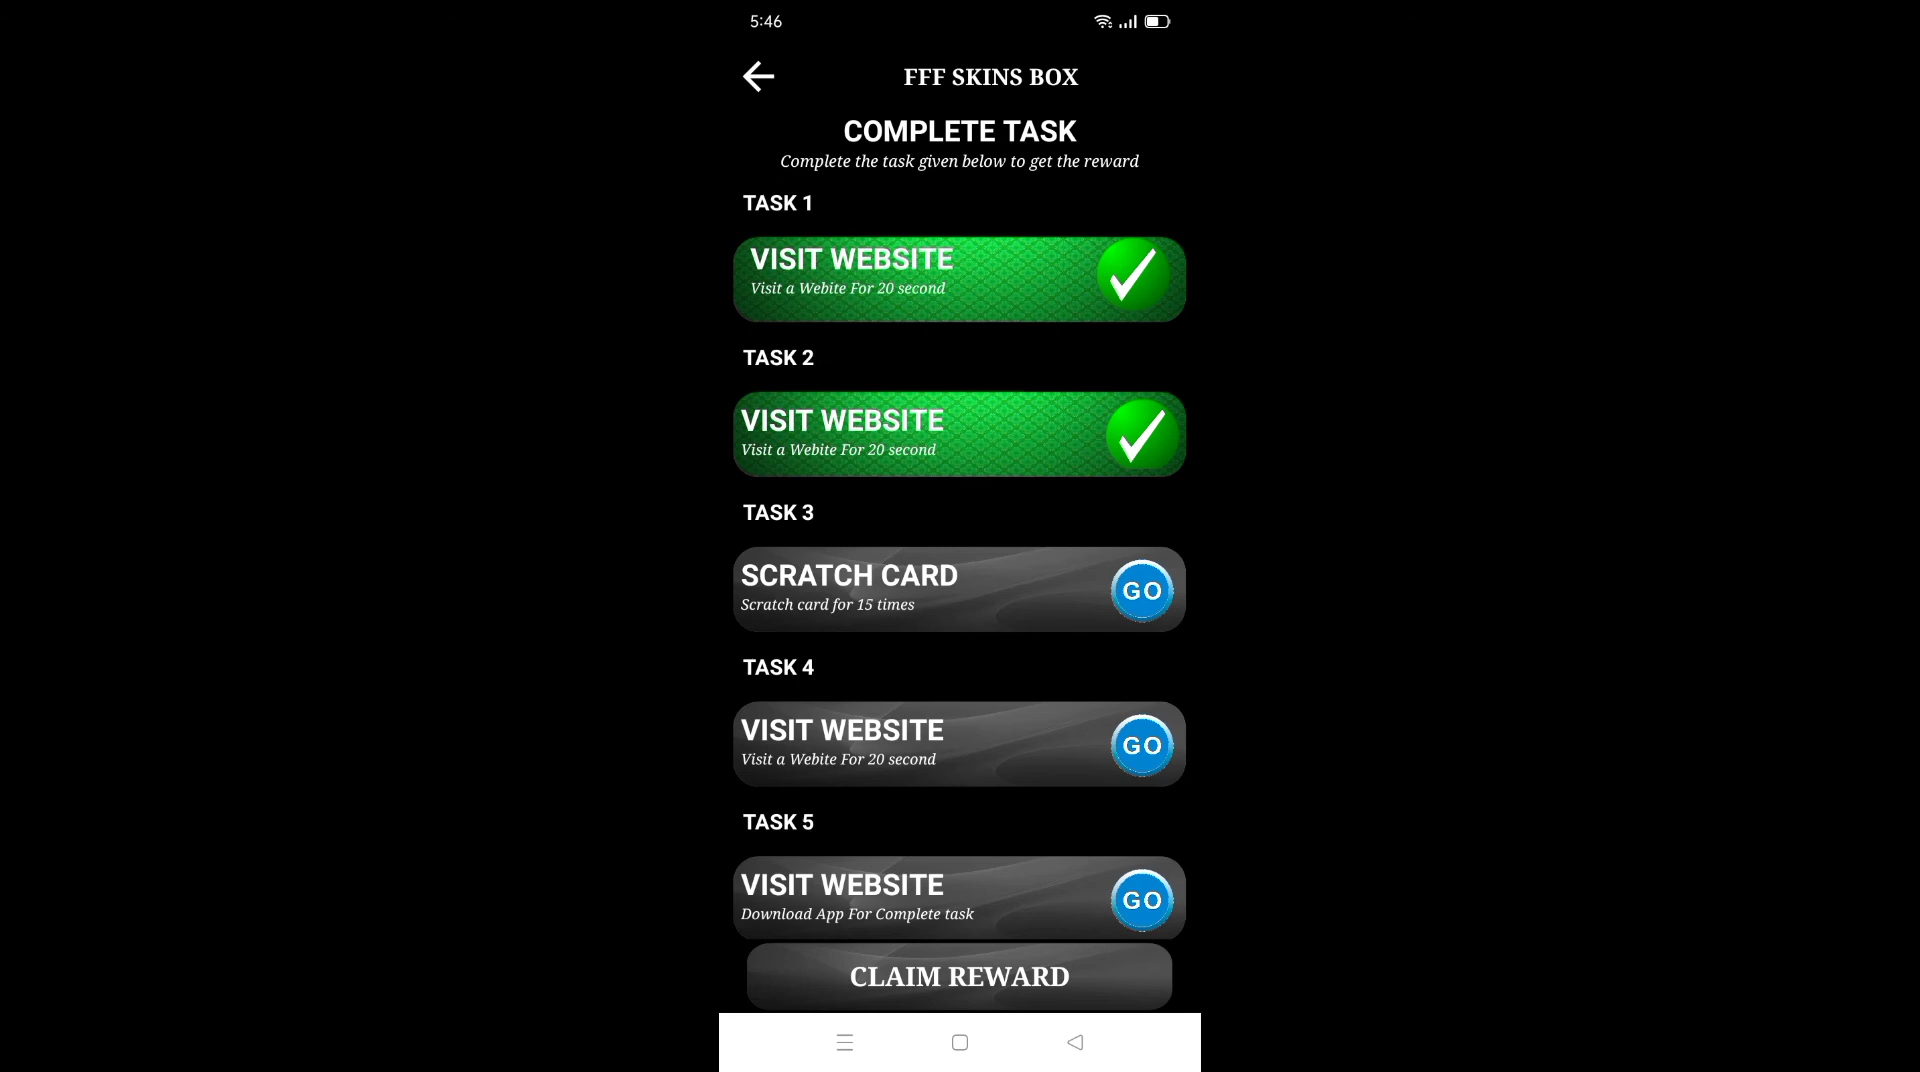 5:46
FFF SKINS BOX
COMPLETE TASK
Complete the task given below to get the reward
TASK 1
VISIT WEBSITE
Visit a Webite For 20 second
TASK 2
VISIT WEBSITE
Visit a Webite For 20 second
TASK 3
SCRATCH CARD
Scratch card for 15 times
GO
TASK 4
VISIT WEBSITE
Visit a Webite For 20 second
GO
TASK 5
VISIT WEBSITE
Download App For Complete task
GO
CLAIM REWARD